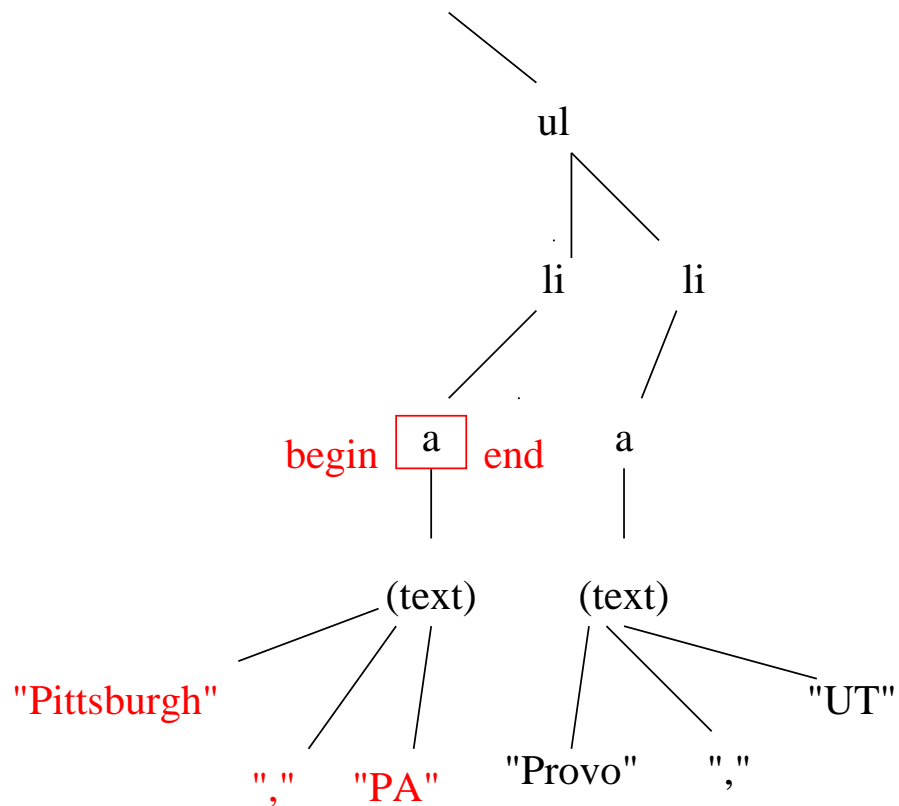 ul
li li
begin a end a
(text) (text)
"Pittsburgh" "UT"
"," "PA" "Provo" ","